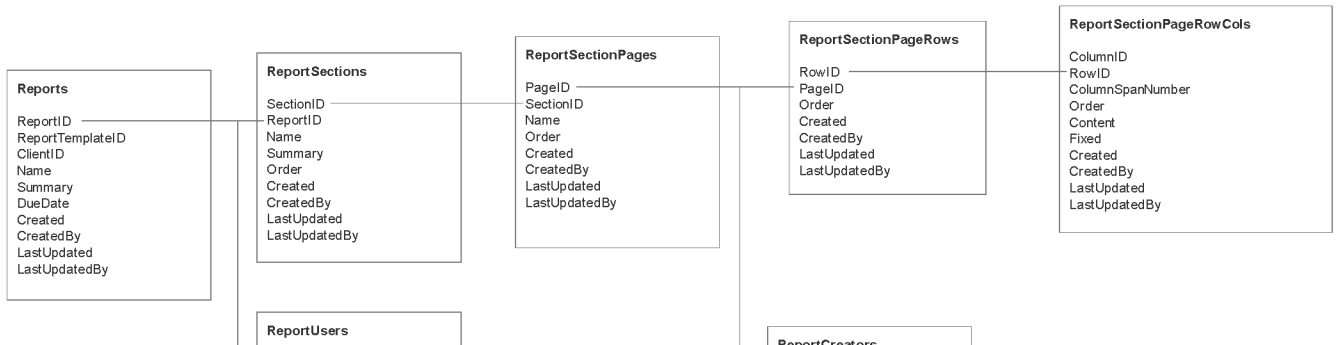 Reports
ReportID
ReportTemplateID
ClientID
Name
Summary
DueDate
Created
CreatedBy
LastUpdated
LastUpdatedBy
ReportSections
SectionID
ReportID
Name
Summary
Order
Created
CreatedBy
LastUpdated
LastUpdatedBy
ReportSectionPages
PageID
SectionID
Name
Order
Created
CreatedBy
LastUpdated
LastUpdatedBy
ReportSectionPageRows
RowID
PageID
Order
Created
CreatedBy
LastUpdated
LastUpdatedBy
ReportSectionPageRowCols
ColumnID
RowID
ColumnSpanNumber
Order
Content
Fixed
Created
CreatedBy
LastUpdated
LastUpdatedBy
ReportUsers
ReportCreators